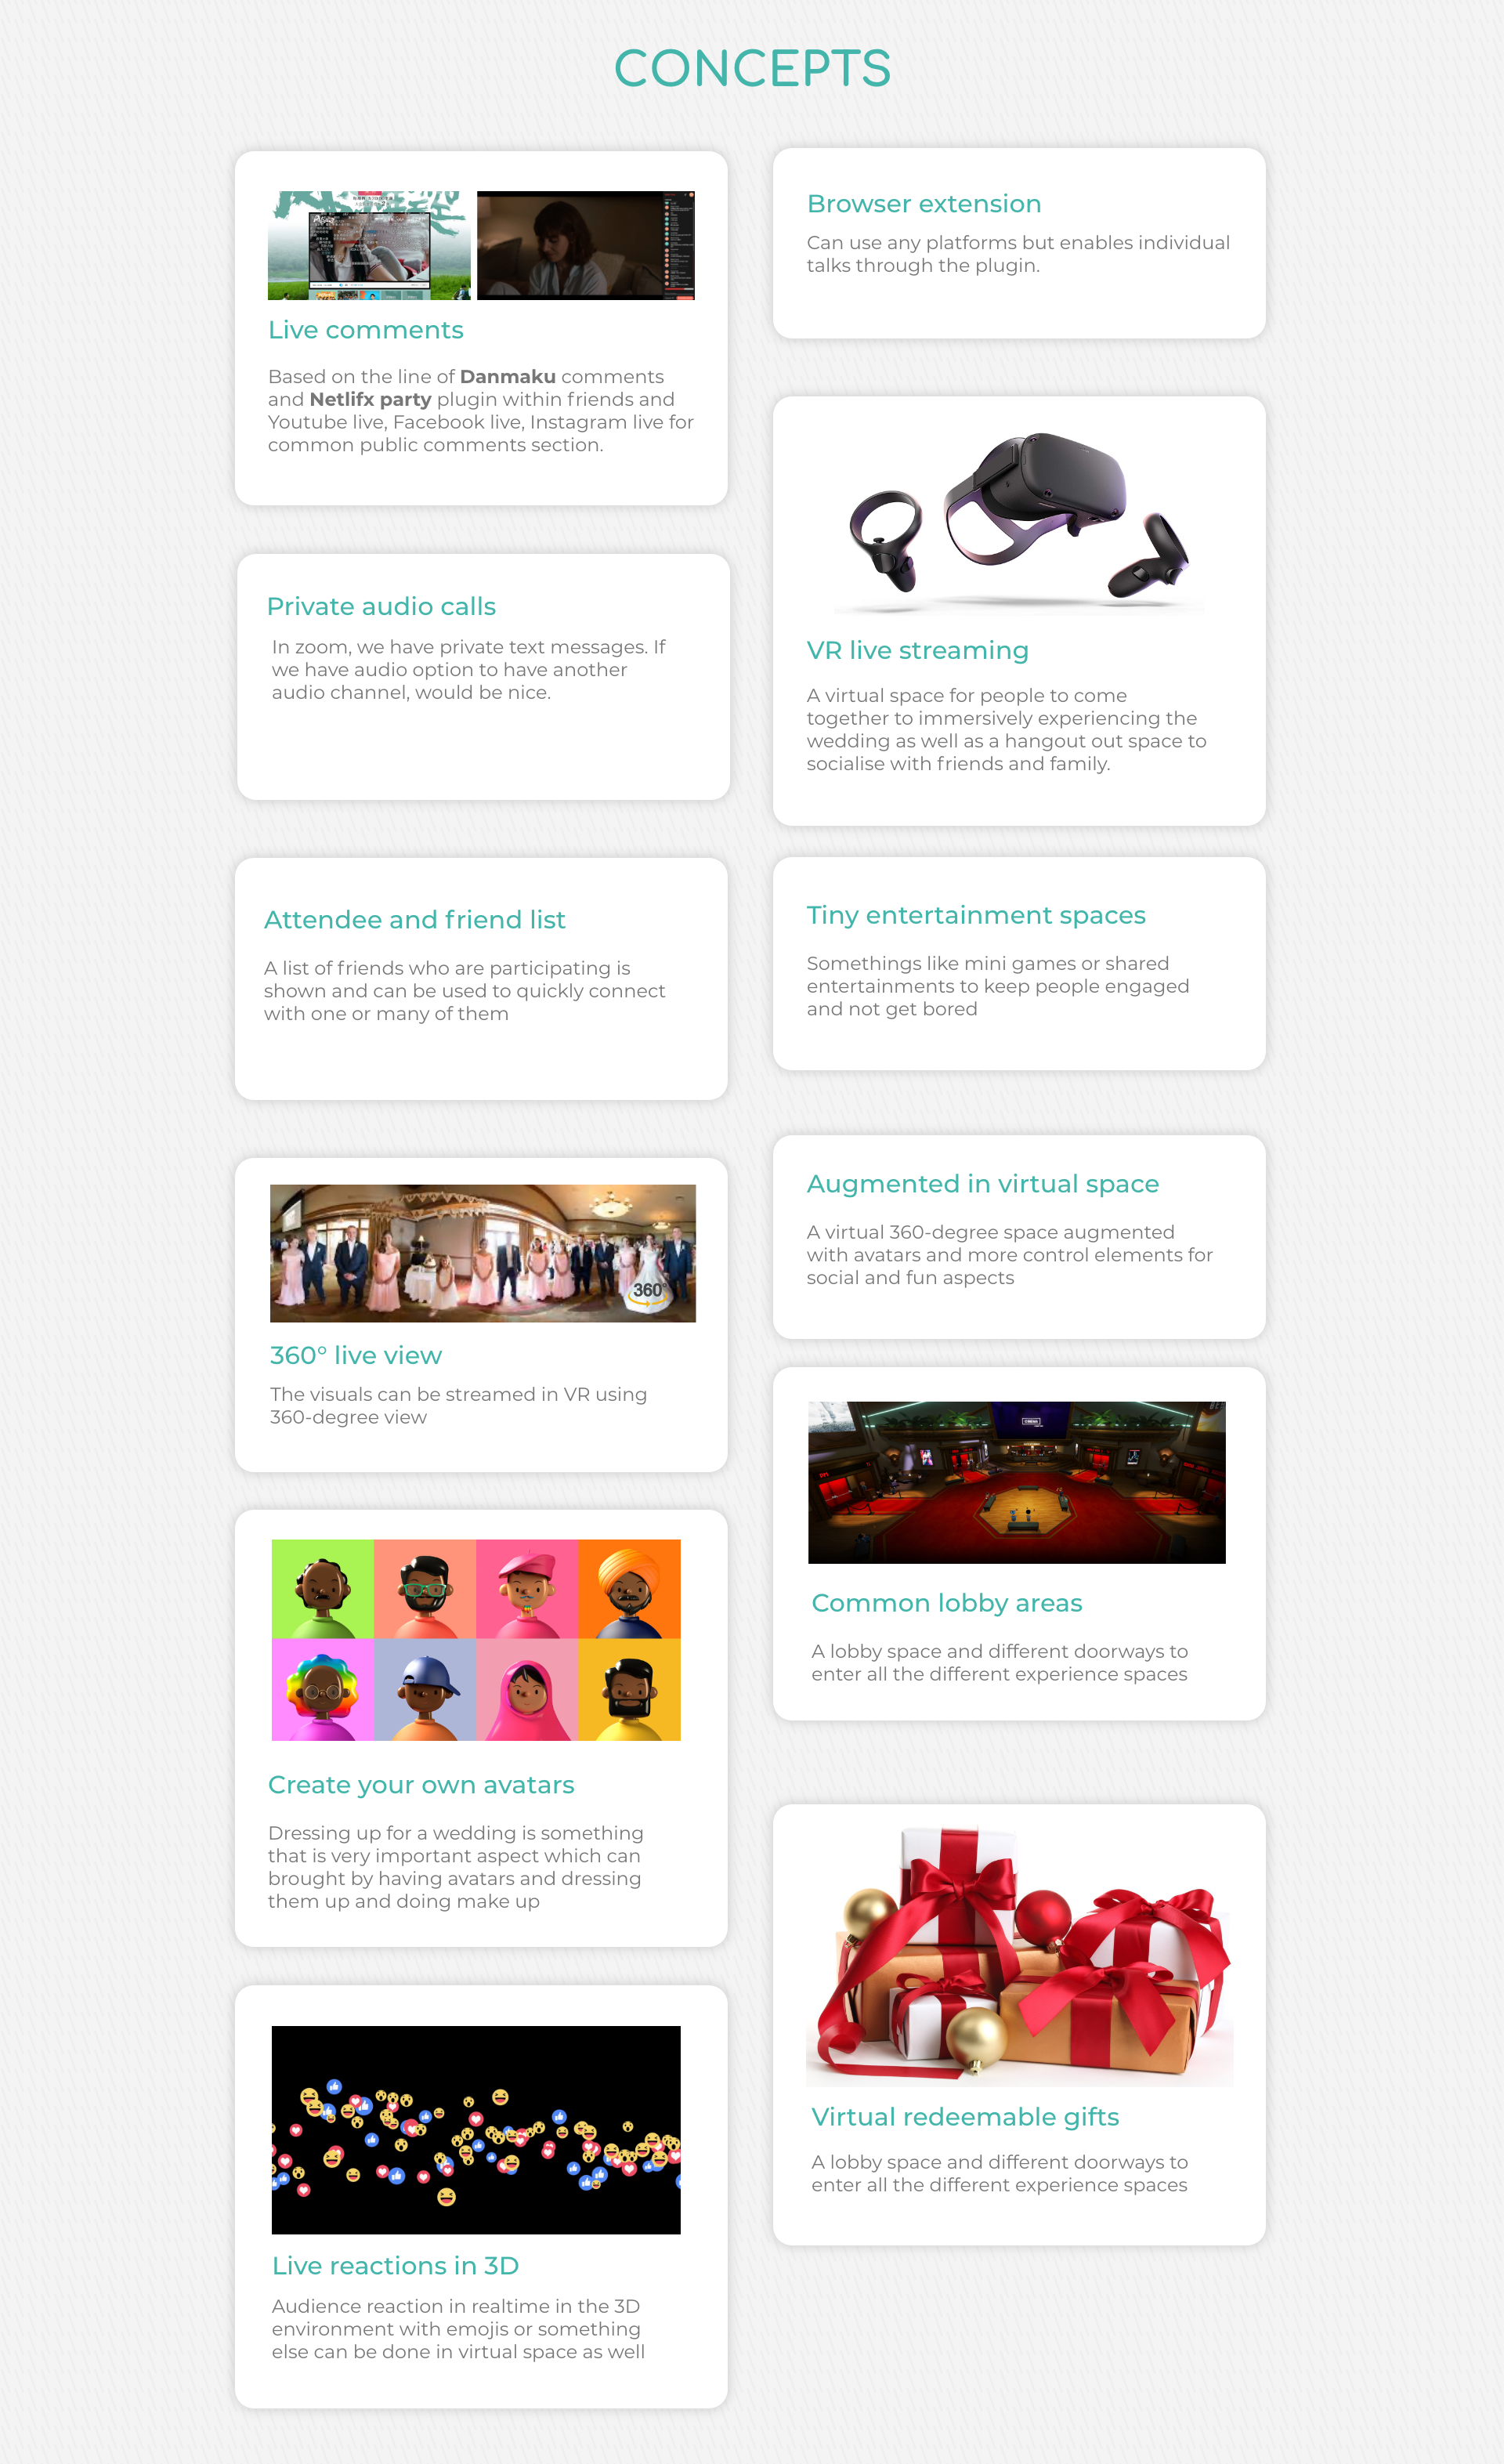 CONCEPTS
Live comments
Based on the line of Danmaku comments
and Netlifx party plugin within friends and
Youtube live, Facebook live, Instagram live for
common public comments section.
Private audio calls
In zoom, we have private text messages. If
we have audio option to have another
audio channel, would be nice.
Attendee and friend list
A list of friends who are participating is
shown and can be used to quickly connect
with one or many of them
360°
360° live view
The visuals can be streamed in VR using
360-degree view
Create your own avatars
Dressing up for a wedding is something
that is very important aspect which can
brought by having avatars and dressing
them up and doing make up
Live reactions in 3D
Audience reaction in realtime in the 3D
environment with emojis or something
else can be done in virtual space as well
Browser extension
Can use any platforms but enables individual
talks through the plugin.
VR live streaming
A virtual space for people to come
together to immersively experiencing the
wedding as well as a hangout out space to
socialise with friends and family.
Tiny entertainment spaces
Somethings like mini games or shared
entertainments to keep people engaged
and not get bored
Augmented in virtual space
A virtual 360-degree space augmented
with avatars and more control elements for
social and fun aspects
CINEMA
Common lobby areas
A lobby space and different doorways to
enter all the different experience spaces
Virtual redeemable gifts
A lobby space and different doorways to
enter all the different experience spaces